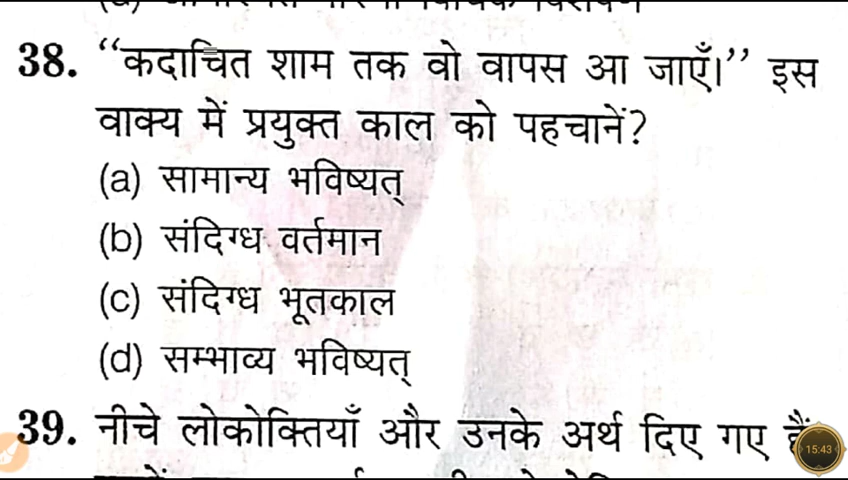 38. “कदाचित शाम तक वो वापस आ जाएँ।” इस
वाक्य में प्रयुक्त काल को पहचानें?
(a) सामान्य भविष्यत्
(b) संदिग्ध वर्तमान
(c) संदिग्ध भूतकाल
(d) सम्भाव्य भविष्यत्
39. नीचे लोकोक्तियाँ और उनके अर्थ दिए गए हैं
15:43